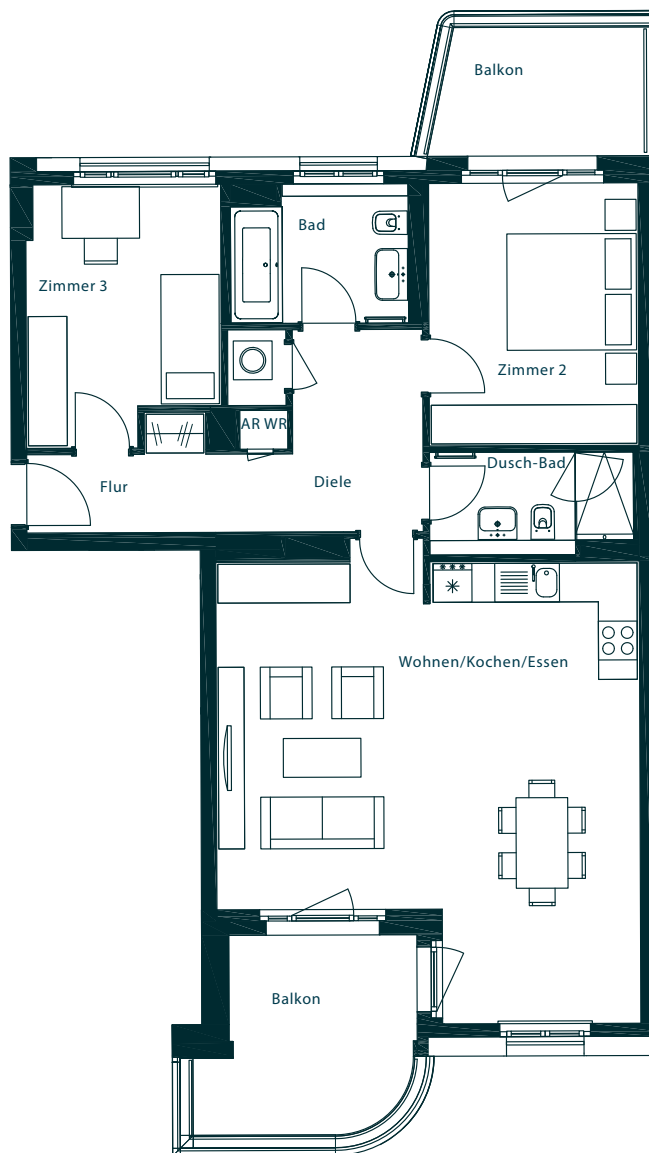 Balkon
Bad
Zimmer 3
Zimmer 2
AR WR
Dusch-Bad
Flur
Diele
Wohnen/Kochen/Essen
Balkon